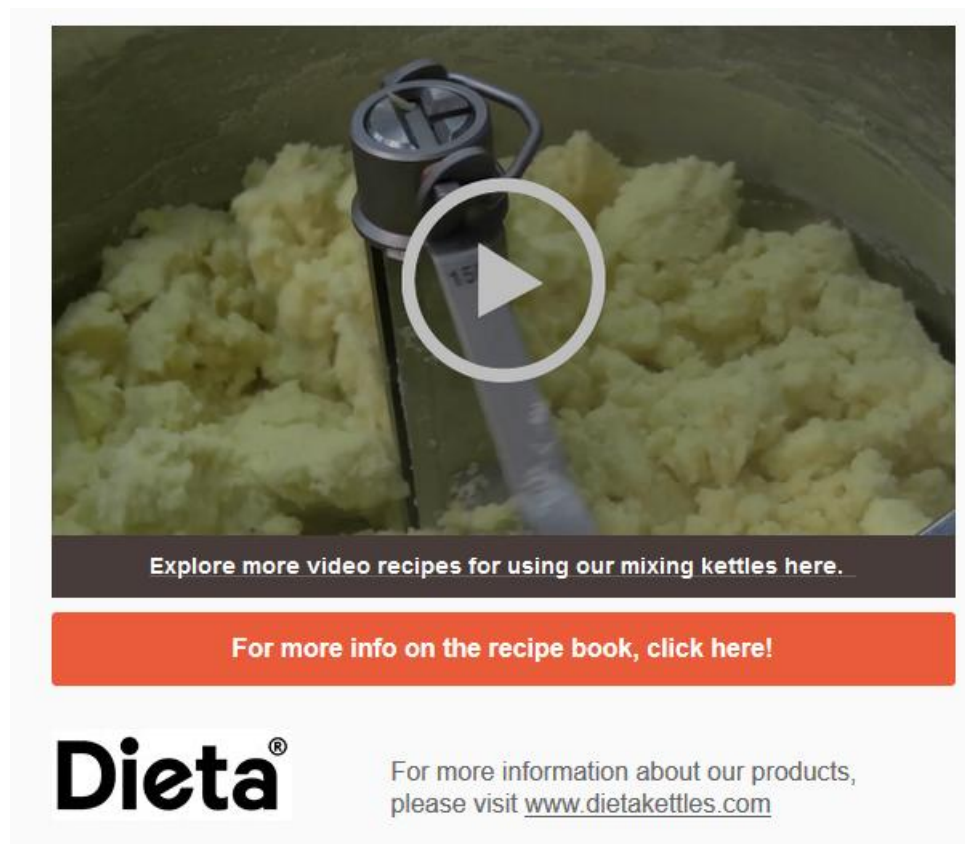 15
Explore more video recipes for using our mixing kettles here.
For more info on the recipe book, click here!
Dieta®
For more information about our products,
please visit www.dietakettles.com